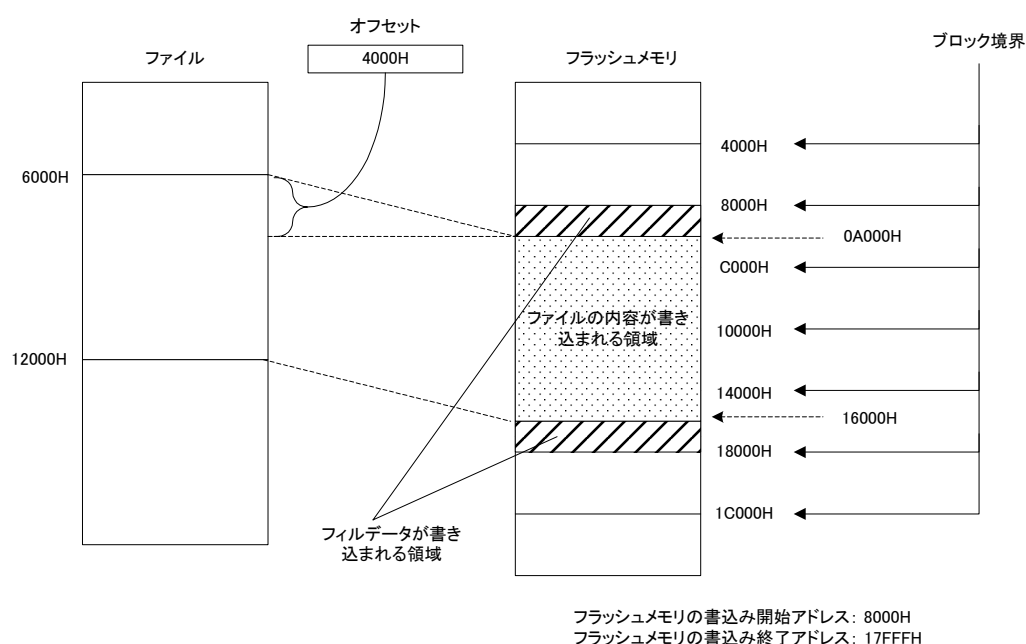 オフセット
4000H
ファイル
フラッシュメモリ
ブロック境界
6000H
12000H
4000H
8000H
0A000H
C000H
10000H
14000H
16000H
18000H
1C000H
ファイルの内容が書き
込まれる領域
フィルデータが書き
込まれる領域
フラッシュメモリの書込み開始アドレス: 8000H
フラッシュメモリの書込み終了アドレス: 17FFFH